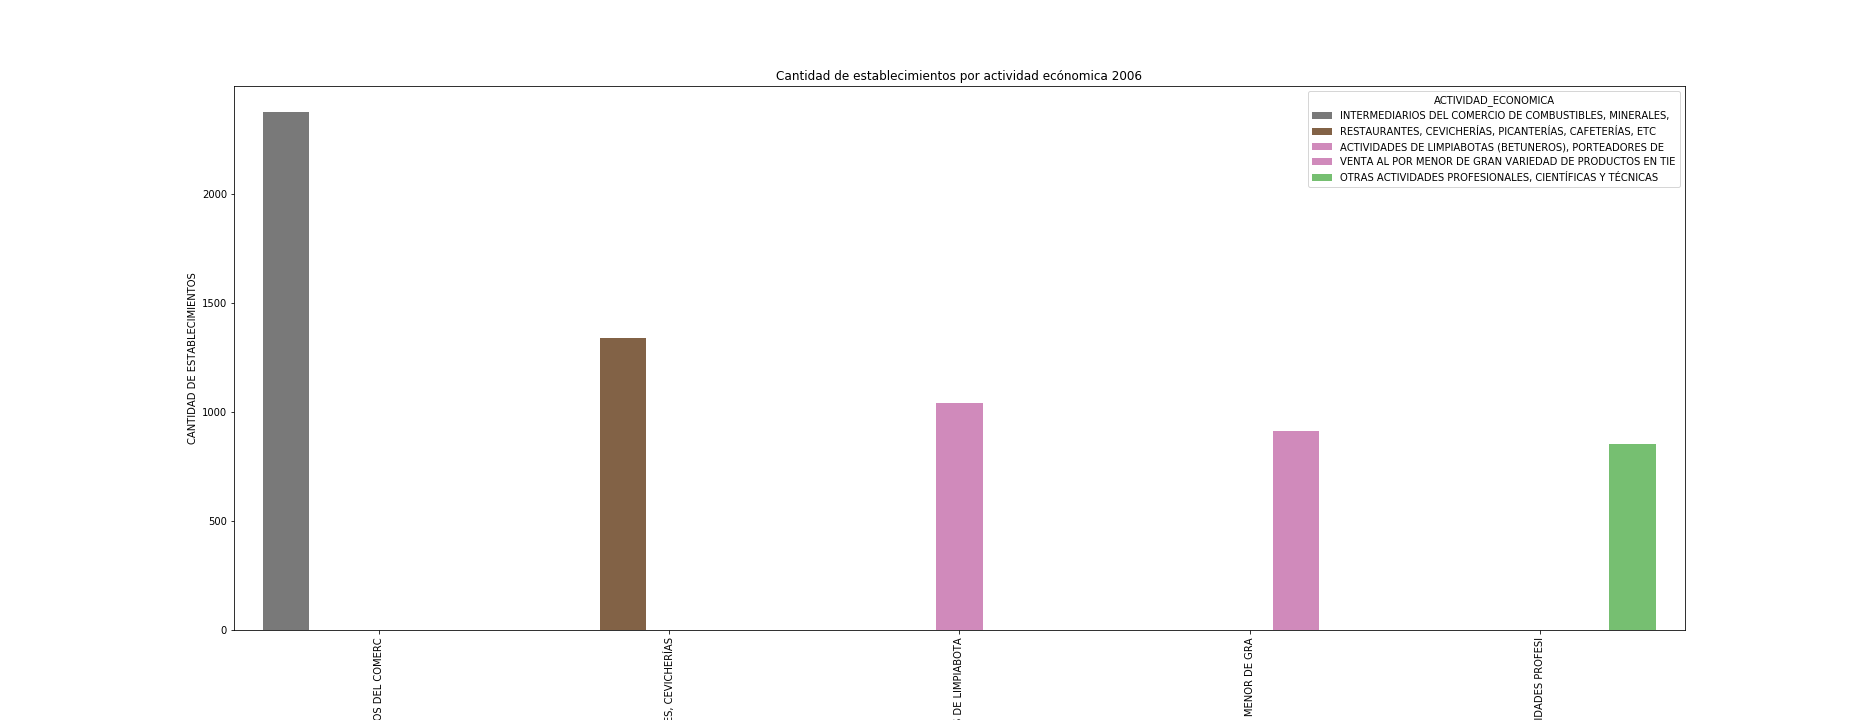 Cantidad de establecimientos por actividad ecónomica 2006
ACTIVIDAD_ECONOMICA
INTERMEDIARIOS DEL COMERCIO DE COMBUSTIBLES, MINERALES,
RESTAURANTES, CEVICHERÍAS, PICANTERÍAS, CAFETERÍAS, ETC
ACTIVIDADES DE LIMPIABOTAS (BETUNEROS), PORTEADORES DE
VENTA AL POR MENOR DE GRAN VARIEDAD DE PRODUCTOS EN TIE
OTRAS ACTIVIDADES PROFESIONALES, CIENTÍFICAS Y TÉCNICAS
CANTIDAD DE ESTABLECIMIENTOS
2000
1500
1000
500
0
OS DEL COMERC
ES, CEVICHERÍAS
DE LIMPIABOTA
MENOR DE GRA
IDADES PROFESI